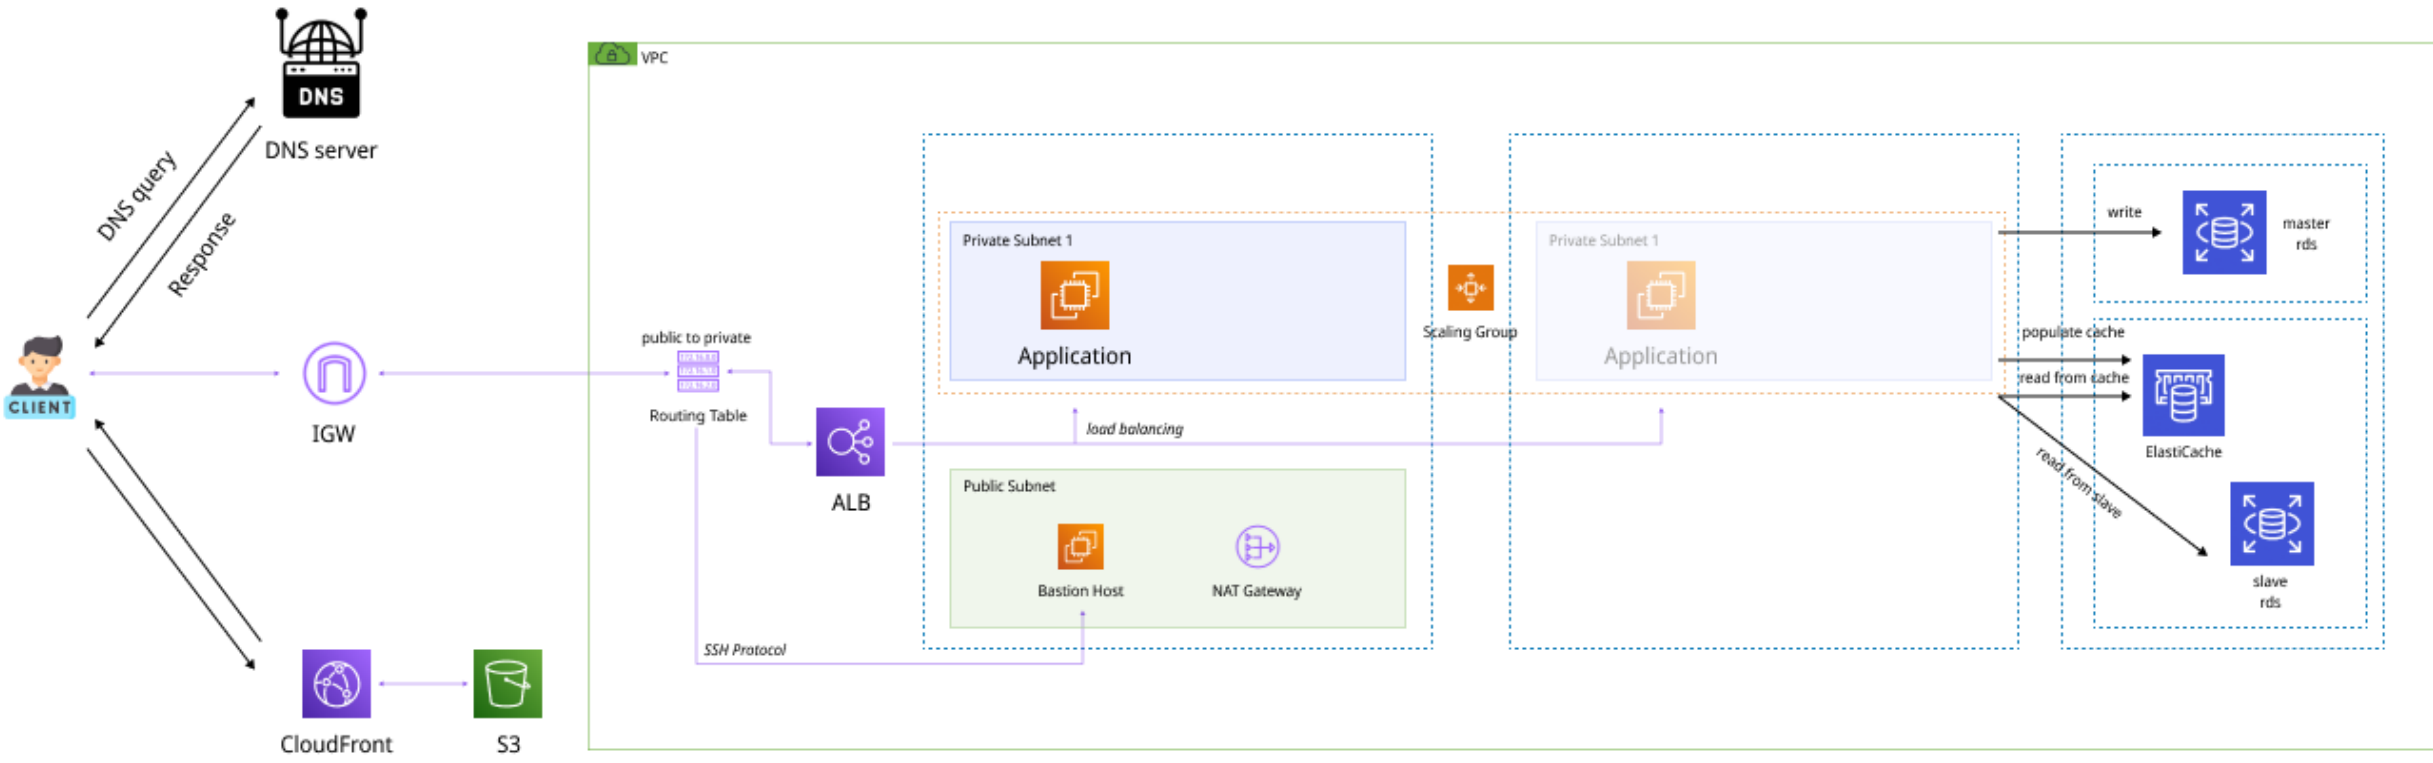 DNS
DNS server
DNS query
Response
CLIENT
IGW
CloudFront
S3
VPC
public to private
Routing Table
ALB
SSH Protocol
load balancing
Private Subnet 1
Application
Public Subnet
Bastion Host
NAT Gateway
Scaling Group
Private Subnet 1
Application
write
master
rds
populate cache
read from cache
ElastiCache
read from slave
slave
rds